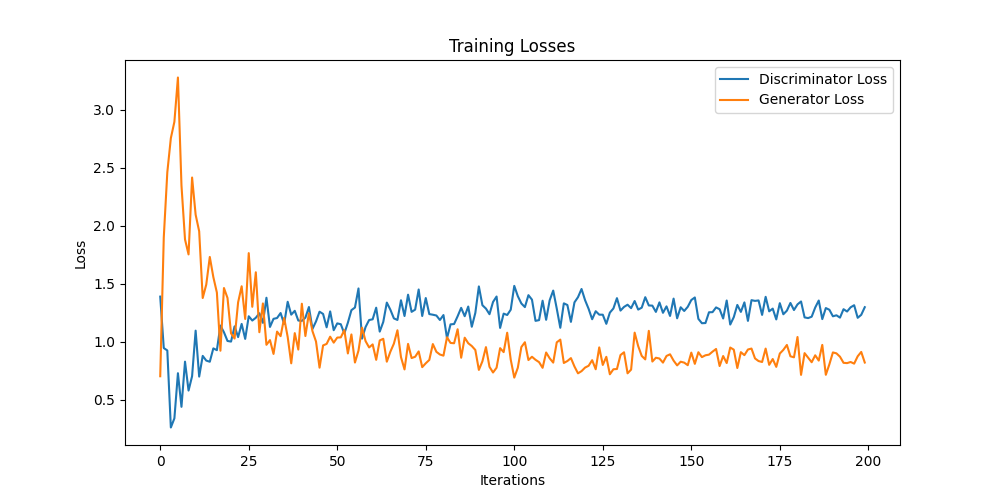 Training Losses
Discriminator Loss
Generator Loss
3.0
2.5
2.0
1.5
1.0
0.5
Loss
0 25 50 75 100 125 150 175 200
Iterations